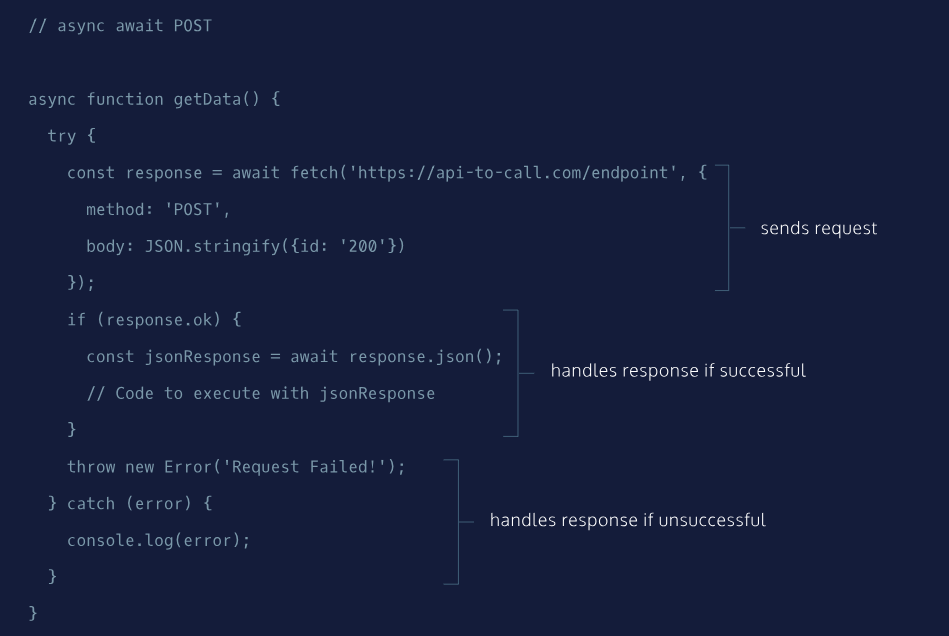 // async await POST
async function getData() {
try {
const response = await fetch('https://api-to-call.com/endpoint', {
method: 'POST',
body: JSON.stringify({id: '200'})
});
sends request
if (response.ok) {
const jsonResponse = await response.json();
// Code to execute with jsonResponse
}
handles response if successful
throw new Error('Request Failed!');
} catch (error) {
console.log(error);
}
handles response if unsuccessful
}